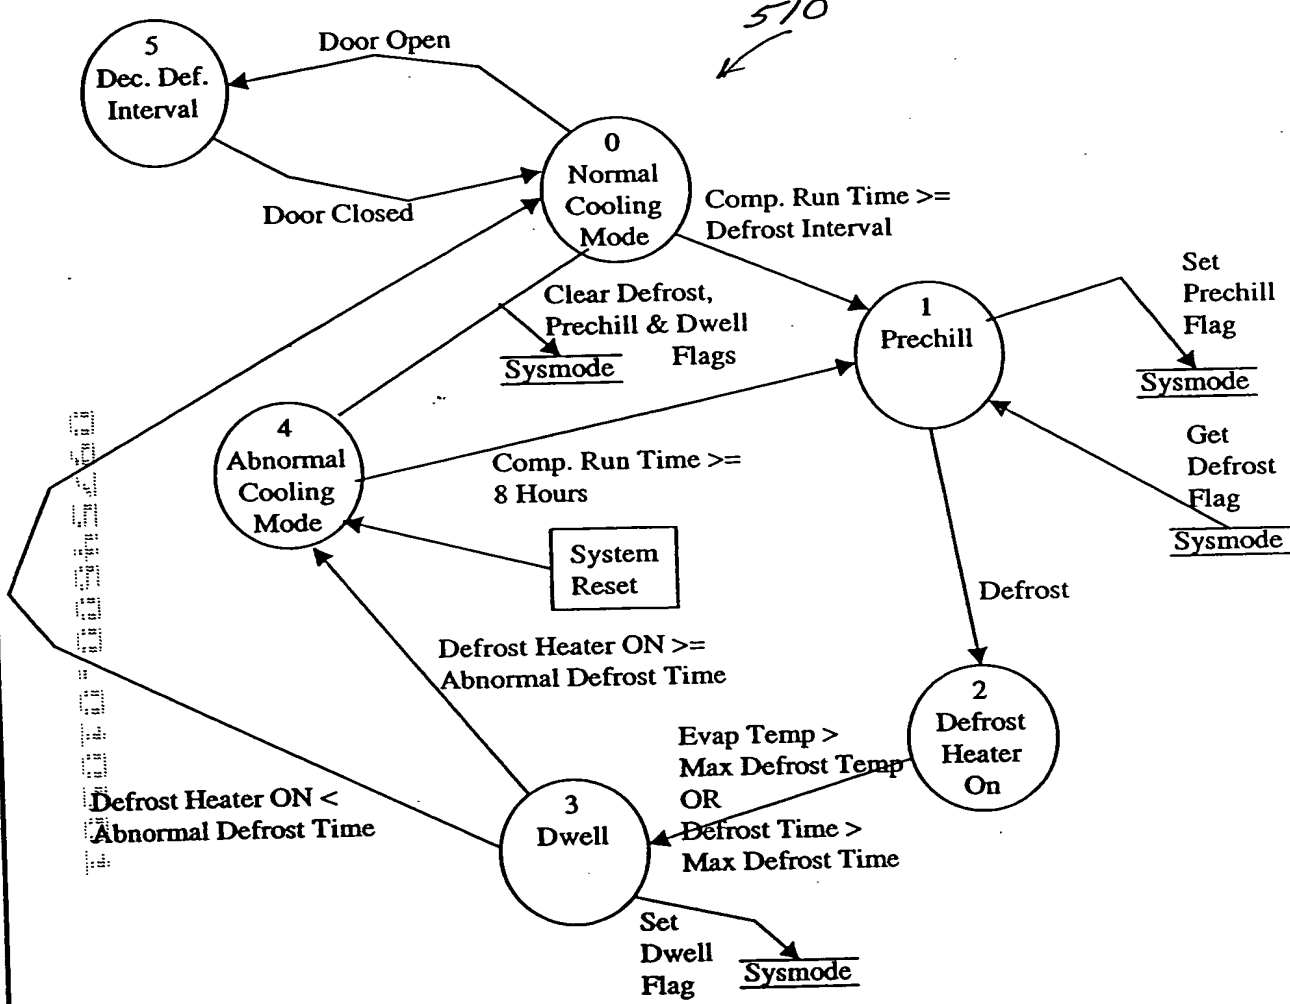 510
5
Dec. Def.
Interval
Door Open
Door Closed
0
Normal
Cooling
Mode
Comp. Run Time >=
Defrost Interval
Clear Defrost,
Prechill & Dwell
Flags
Sysmode
1
Prechill
Set
Prechill
Flag
Sysmode
Get
Defrost
Flag
Sysmode
4
Abnormal
Cooling
Mode
Comp. Run Time >=
8 Hours
System
Reset
Defrost
Defrost Heater ON >=
Abnormal Defrost Time
2
Defrost
Heater
On
Evap Temp >
Max Defrost Temp
OR
Defrost Time >
Max Defrost Time
Defrost Heater ON <
Abnormal Defrost Time
3
Dwell
Set
Dwell
Flag
Sysmode